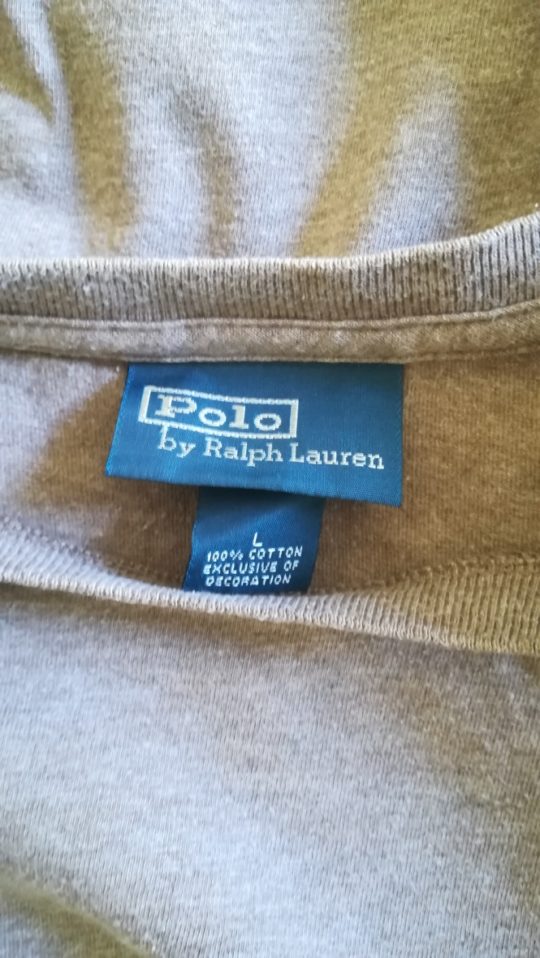 Polo
by Ralph Lauren
L
100% COTTON
EXCLUSIVE OF
DECORATION